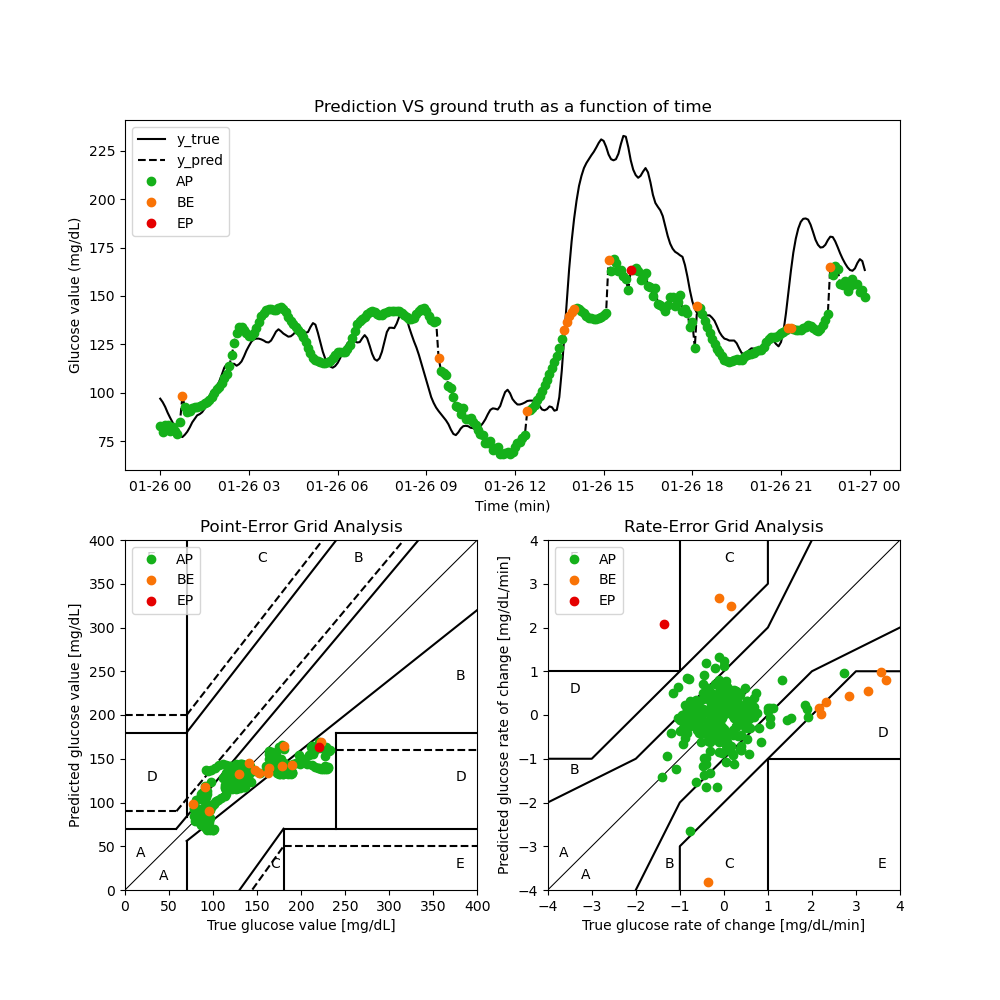 Prediction VS ground truth as a function of time
Glucose value (mg/dL)
225
200
175
150
125
100
75
y_true
y_pred
AP
BE
EP
01-26 00 01-26 03 01-26 06 01-26 09 01-26 12 01-26 15 01-26 18 01-26 21 01-27 00
Time (min)
Point-Error Grid Analysis
Predicted glucose value [mg/dL]
400
350
300
250
200
150
100
50
0
AP
BE
EP
C
B
B
D
D
A
A
C
E
0 50 100 150 200 250 300 350 400
True glucose value [mg/dL]
Rate-Error Grid Analysis
Predicted glucose rate of change [mg/dL/min]
4
3
2
1
0
−1
−2
−3
−4
AP
BE
EP
C
D
D
B
A
A
B
C
E
−4 −3 −2 −1 0 1 2 3 4
True glucose rate of change [mg/dL/min]